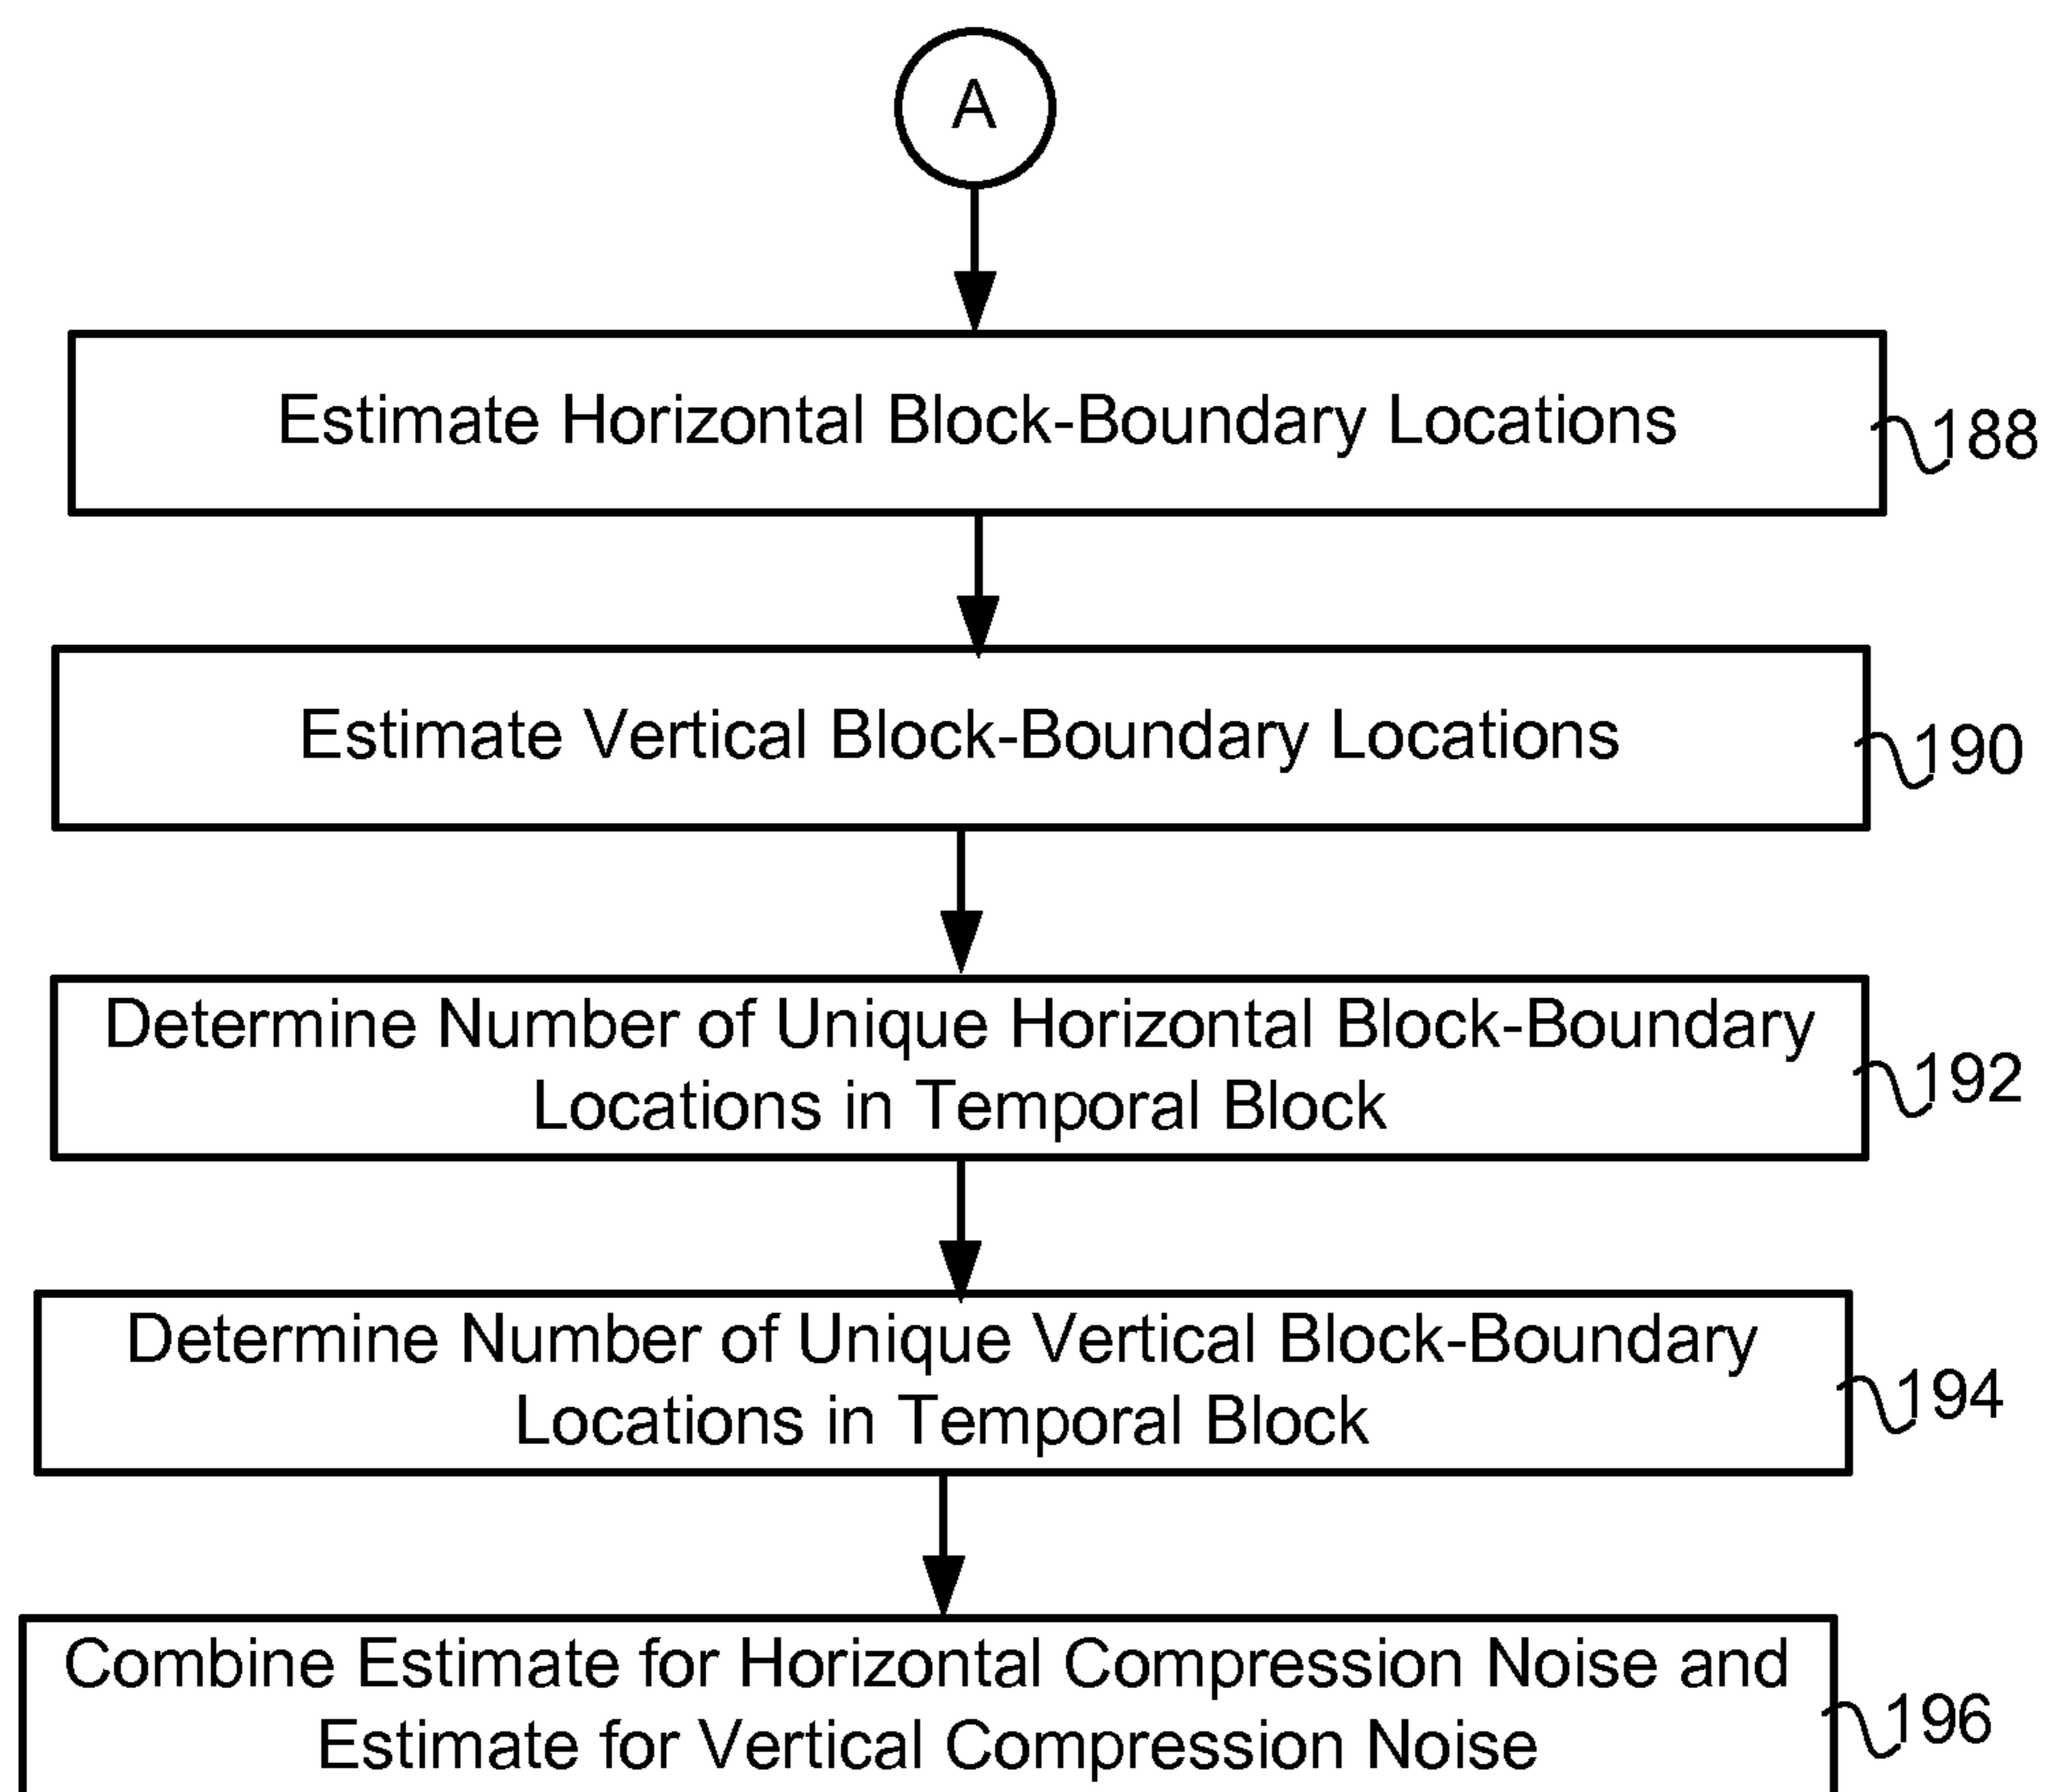 A
Estimate Horizontal Block-Boundary Locations
188
Estimate Vertical Block-Boundary Locations
190
Determine Number of Unique Horizontal Block-Boundary
Locations in Temporal Block
192
Determine Number of Unique Vertical Block-Boundary
Locations in Temporal Block
194
Combine Estimate for Horizontal Compression Noise and
Estimate for Vertical Compression Noise
196